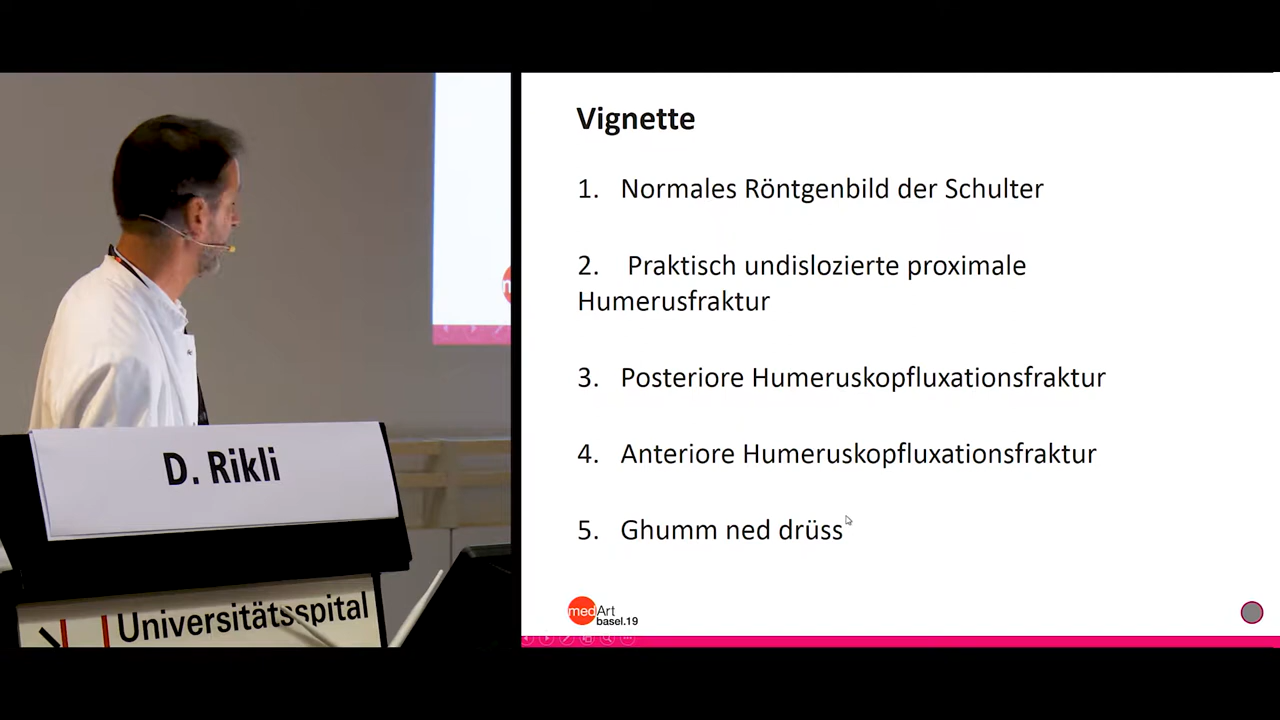 Vignette
1. Normales Röntgenbild der Schulter
2. Praktisch undislozierte proximale
Humerusfraktur
3. Posteriore Humeruskopfluxationsfraktur
4. Anteriore Humeruskopfluxationsfraktur
5. Ghumm ned drüss
medArt
basel.19
D. Rikli
Universitätsspital